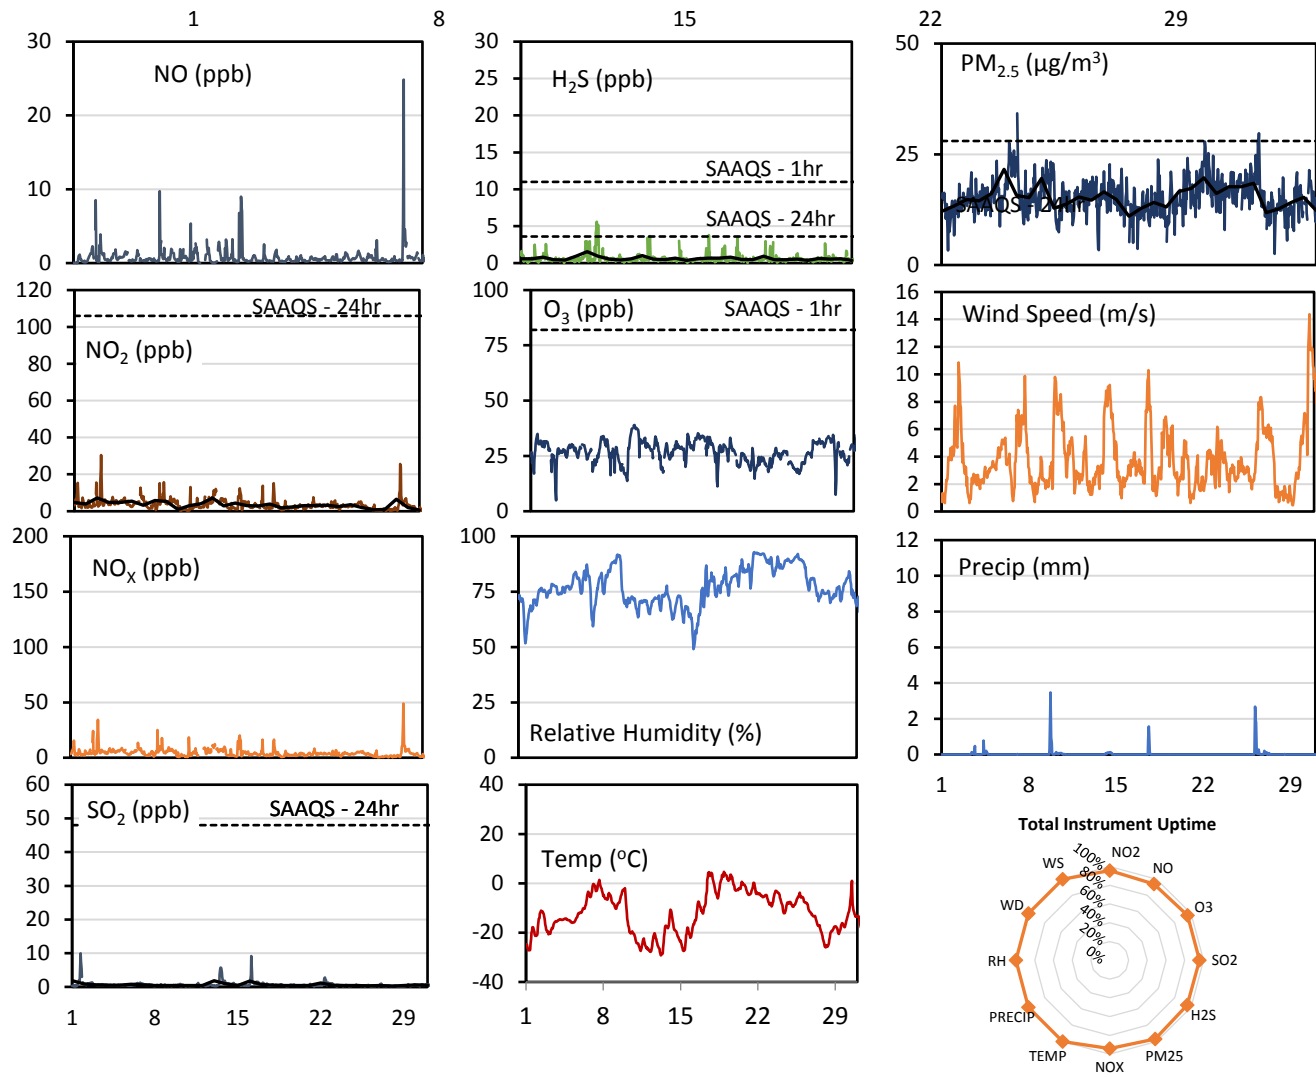 1 8 15 22 29
30
20
10
0
NO (ppb)
30
25
20
15
10
5
0
H₂S (ppb)
SAAQS - 1hr
SAAQS - 24hr
50
25
0
PM₂.₅ (µg/m³)
SAAQS - 24hr
120
100
80
60
40
20
0
SAAQS - 24hr
NO₂ (ppb)
100
75
50
25
0
O₃ (ppb)
SAAQS - 1hr
16
14
12
10
8
6
4
2
0
Wind Speed (m/s)
200
150
100
50
0
NOₓ (ppb)
100
75
50
25
0
Relative Humidity (%)
12
10
8
6
4
2
0
Precip (mm)
1 8 15 22 29
60
50
40
30
20
10
0
SO₂ (ppb)
SAAQS - 24hr
1 8 15 22 29
40
20
0
-20
-40
Temp (°C)
1 8 15 22 29
Total Instrument Uptime
100%
80%
60%
40%
20%
0%
NO2
NO
O3
SO2
H2S
PM25
NOX
TEMP
PRECIP
RH
WD
WS